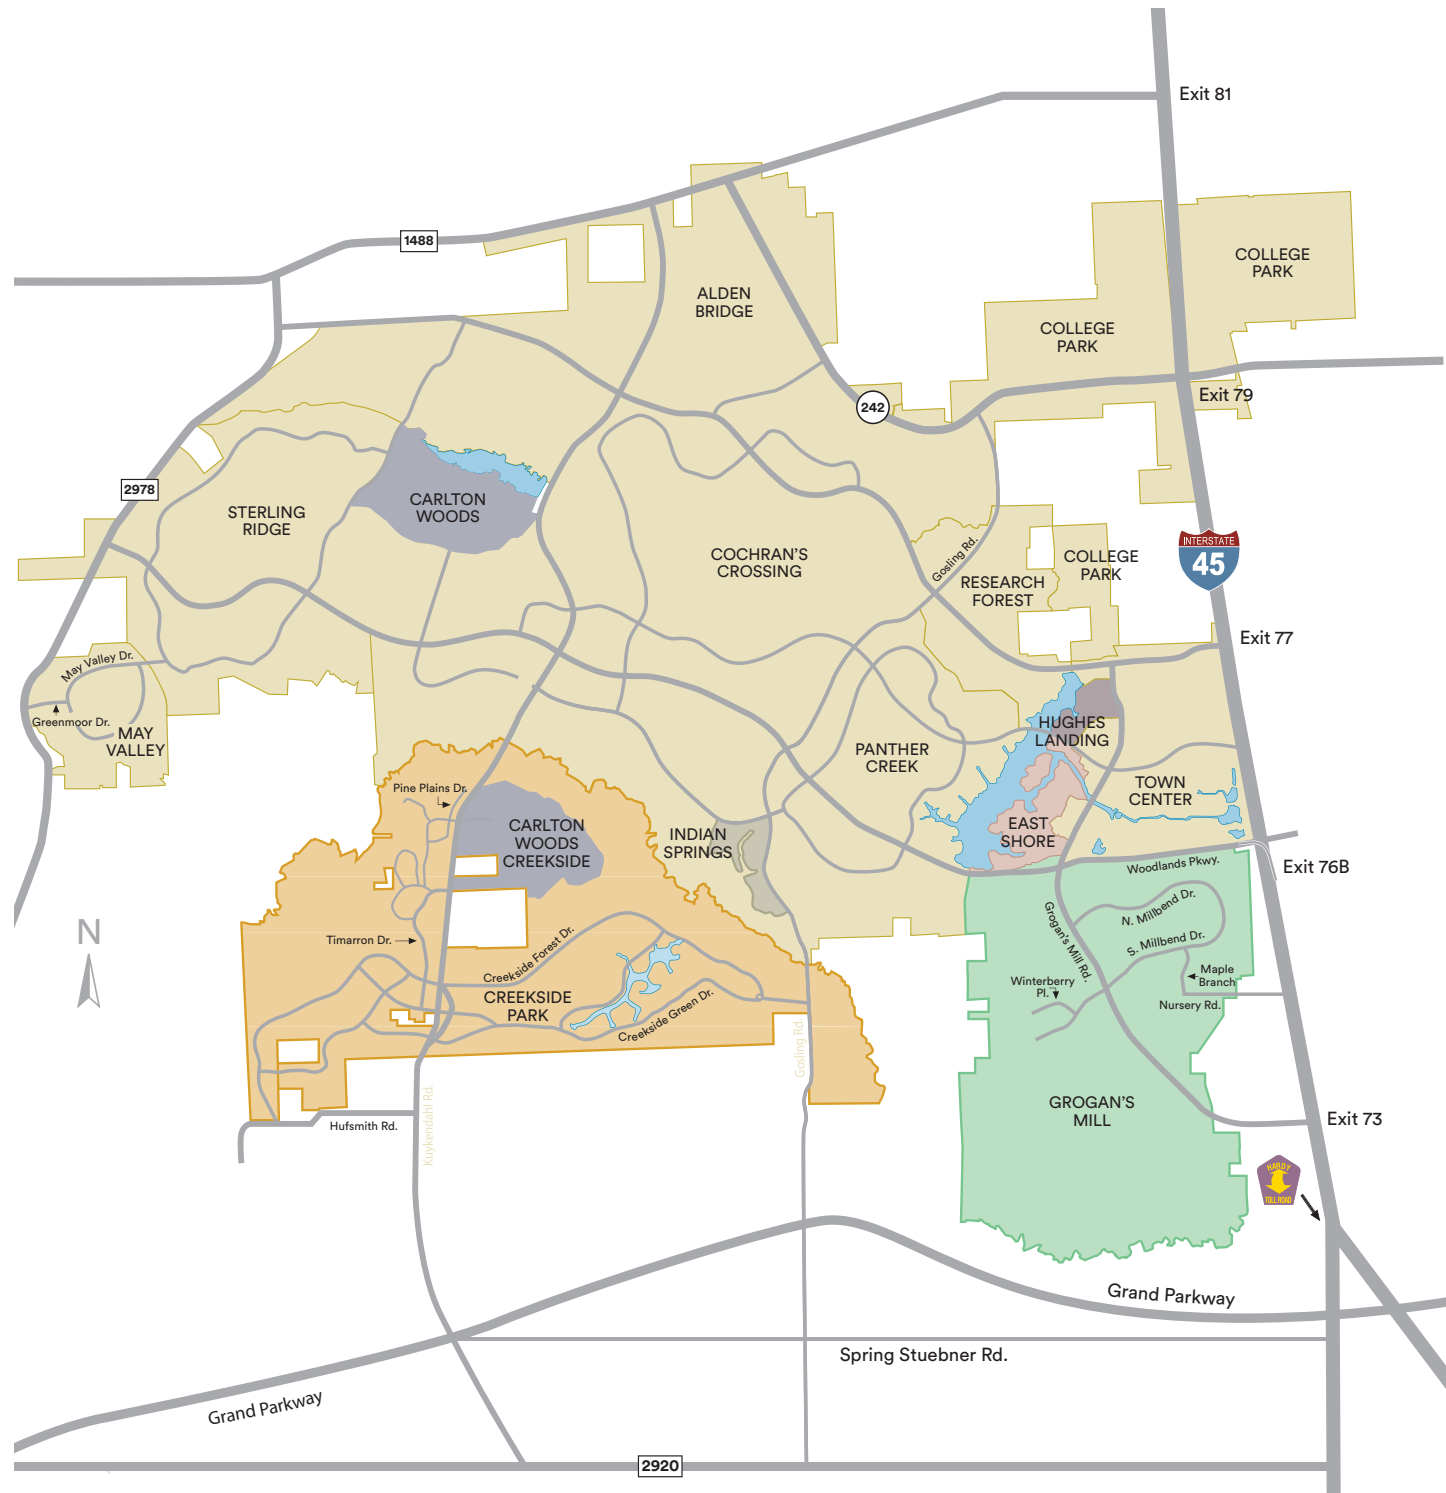 Exit 81
COLLEGE
PARK
1488
ALDEN
BRIDGE
COLLEGE
PARK
Exit 79
242
2978
CARLTON
WOODS
STERLING
RIDGE
COCHRAN'S
CROSSING
Gosling Rd.
COLLEGE
PARK
RESEARCH
FOREST
INTERSTATE
45
Exit 77
May Valley Dr.
Greenmoor Dr.
MAY
VALLEY
HUGHES
LANDING
PANTHER
CREEK
TOWN
CENTER
Pine Plains Dr.
CARLTON
WOODS
CREEKSIDE
INDIAN
SPRINGS
EAST
SHORE
Woodlands Pkwy.
Exit 76B
N
N. Millbend Dr.
Grogan's Mill Rd.
S. Millbend Dr.
Timarron Dr.
Creekside Forest Dr.
Maple
Branch
Winterberry
Pl.
Nursery Rd.
CREEKSIDE
PARK
Creekside Green Dr.
Gosling Rd.
GROGAN'S
MILL
Kuykendahl Rd.
Hufsmith Rd.
Exit 73
HARDY
TOLL ROAD
Grand Parkway
Spring Stuebner Rd.
Grand Parkway
2920